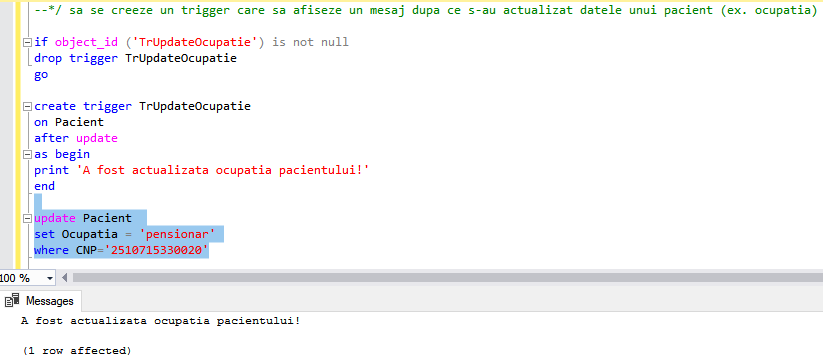 --*/ sa se creeze un trigger care sa afiseze un mesaj dupa ce s-au actualizat datele unui pacient (ex. ocupatia)
if object_id ('TrUpdateOcupatie') is not null
drop trigger TrUpdateOcupatie
go
create trigger TrUpdateOcupatie
on Pacient
after update
as begin
print 'A fost actualizata ocupatia pacientului!'
end
update Pacient
set Ocupatia = 'pensionar'
where CNP='2510715330020'
100 %
Messages
A fost actualizata ocupatia pacientului!
(1 row affected)